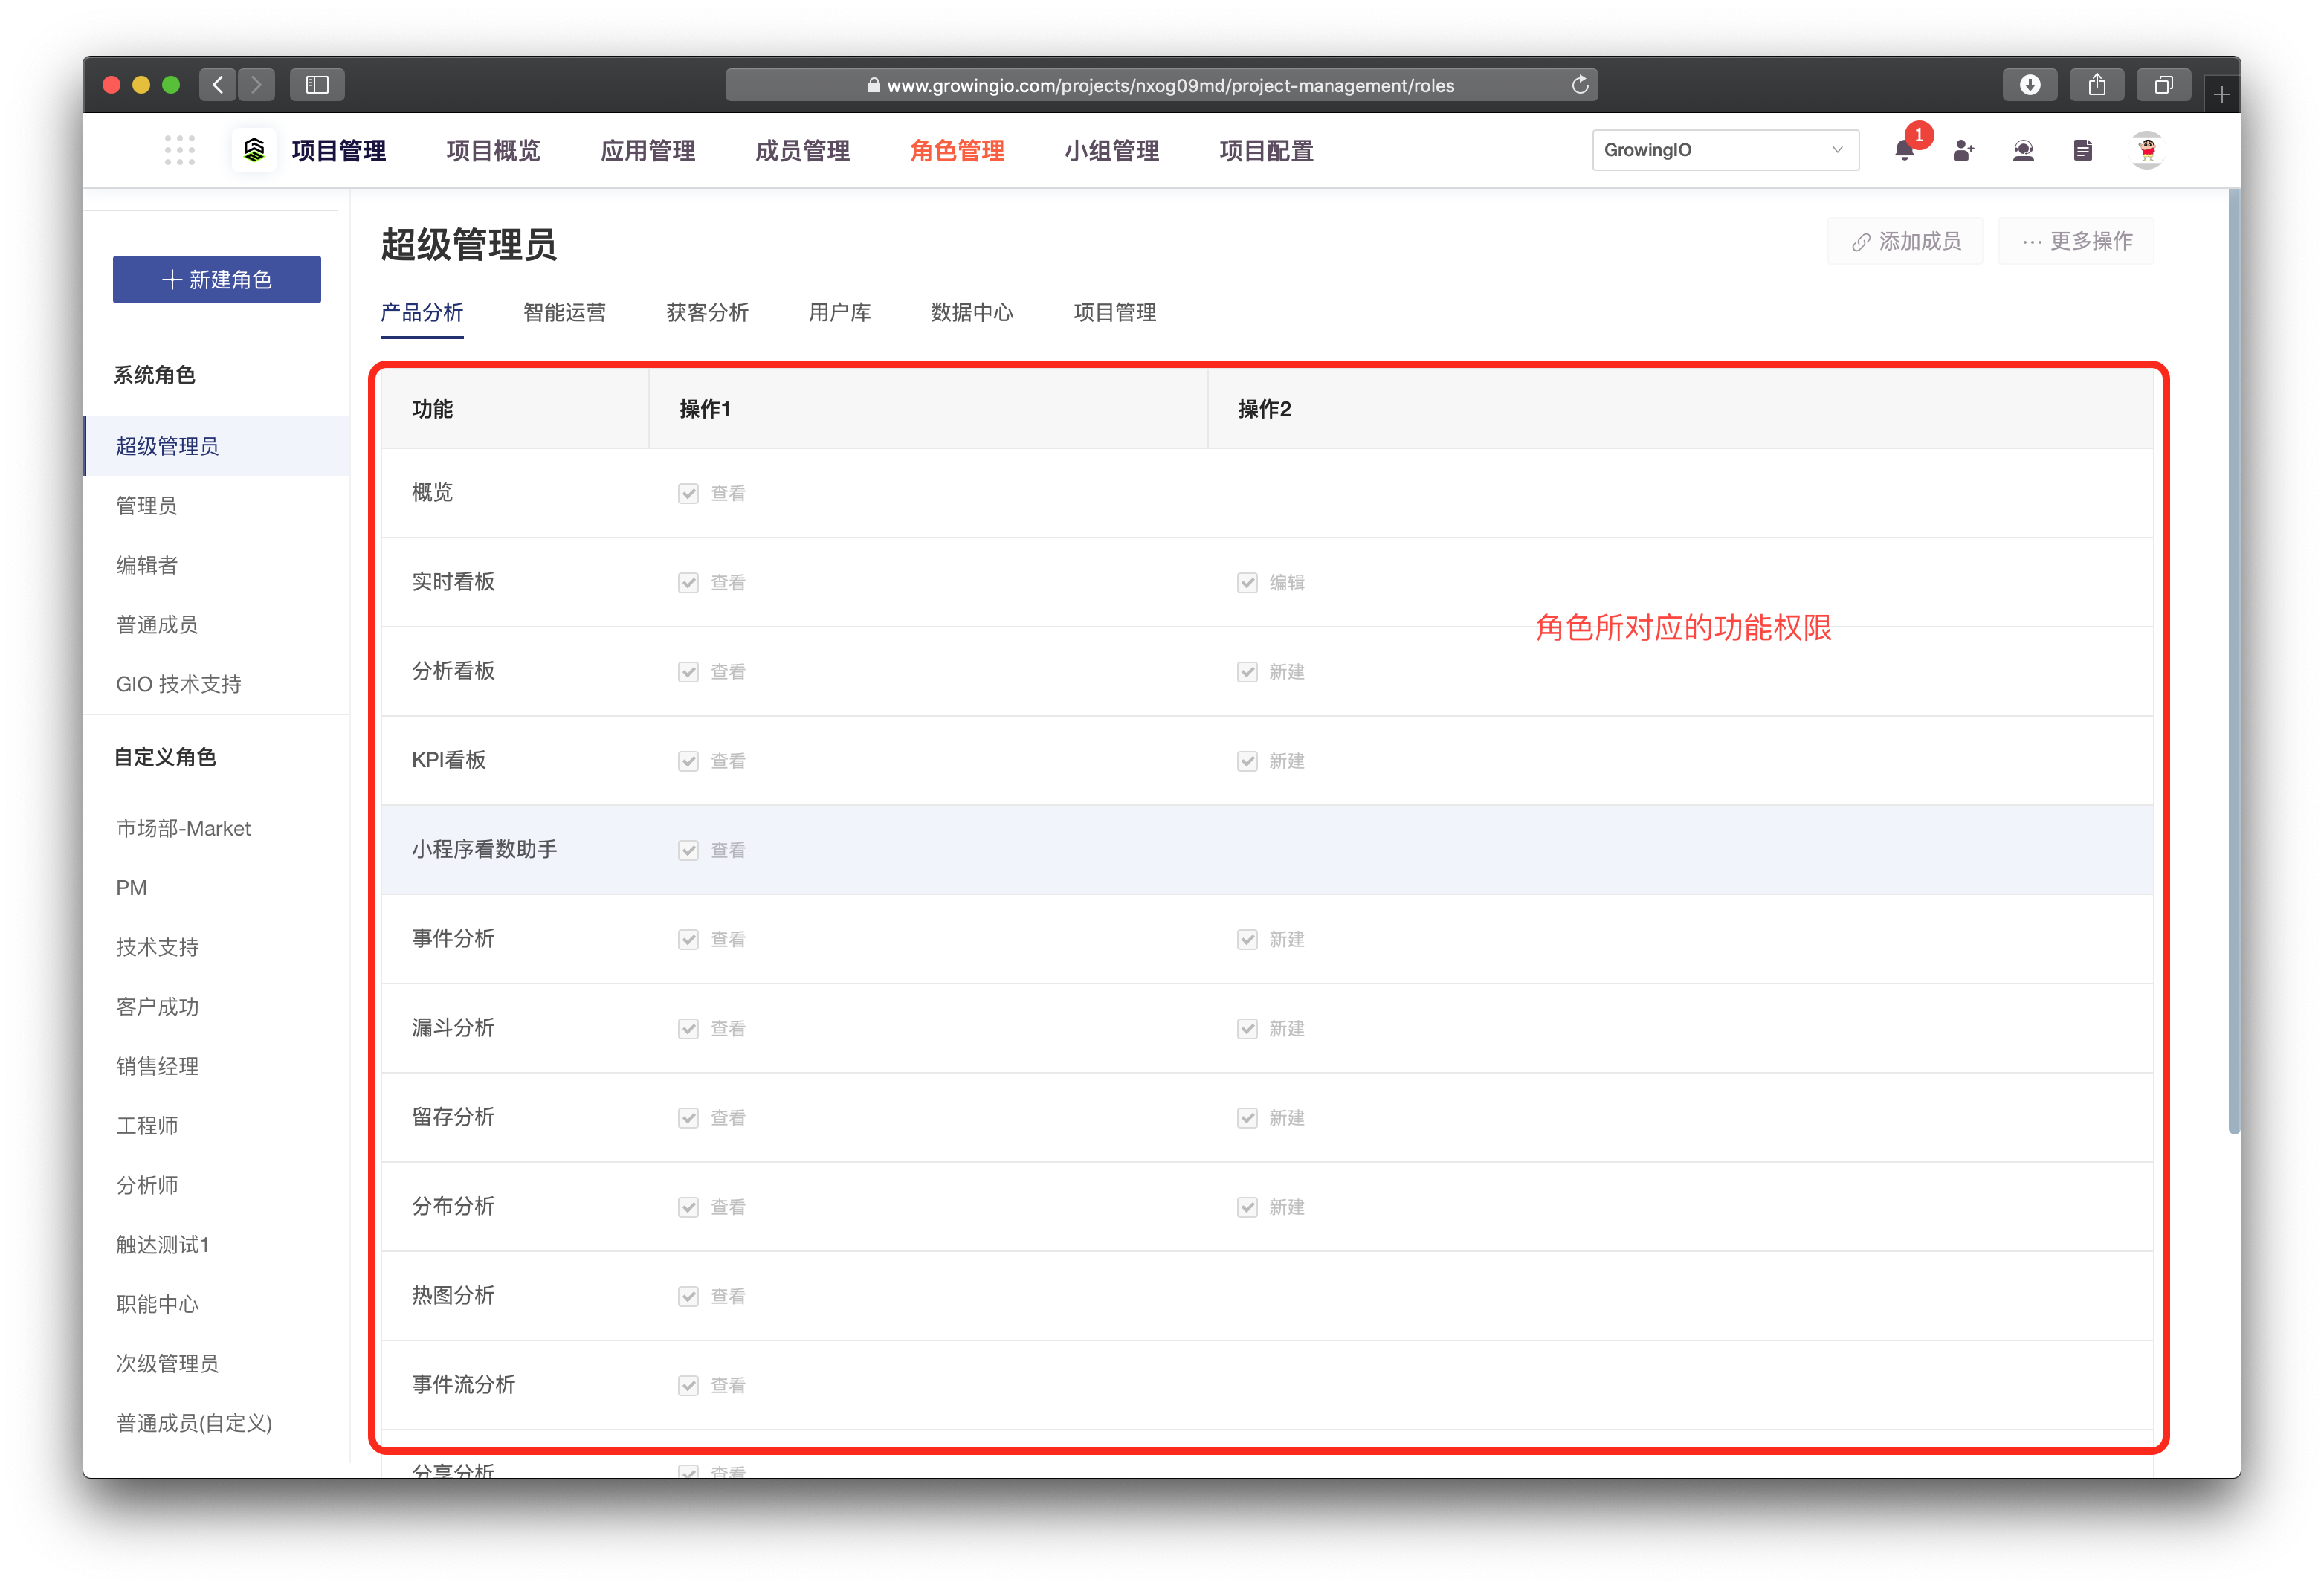 www.growingio.com/projects/nxog09md/project-management/roles
项目管理 项目概览 应用管理 成员管理 角色管理 小组管理 项目配置 GrowingIO 1
新建角色
系统角色
超级管理员
管理员
编辑者
普通成员
GIO 技术支持
自定义角色
市场部-Market
PM
技术支持
客户成功
销售经理
工程师
分析师
触达测试1
职能中心
次级管理员
普通成员(自定义)
超级管理员
添加成员 ··· 更多操作
产品分析 智能运营 获客分析 用户库 数据中心 项目管理
功能 操作1 操作2
概览 查看
实时看板 查看 编辑
角色所对应的功能权限
分析看板 查看 新建
KPI看板 查看 新建
小程序看数助手 查看
事件分析 查看 新建
漏斗分析 查看 新建
留存分析 查看 新建
分布分析 查看 新建
热图分析 查看
事件流分析 查看
分享分析 查看